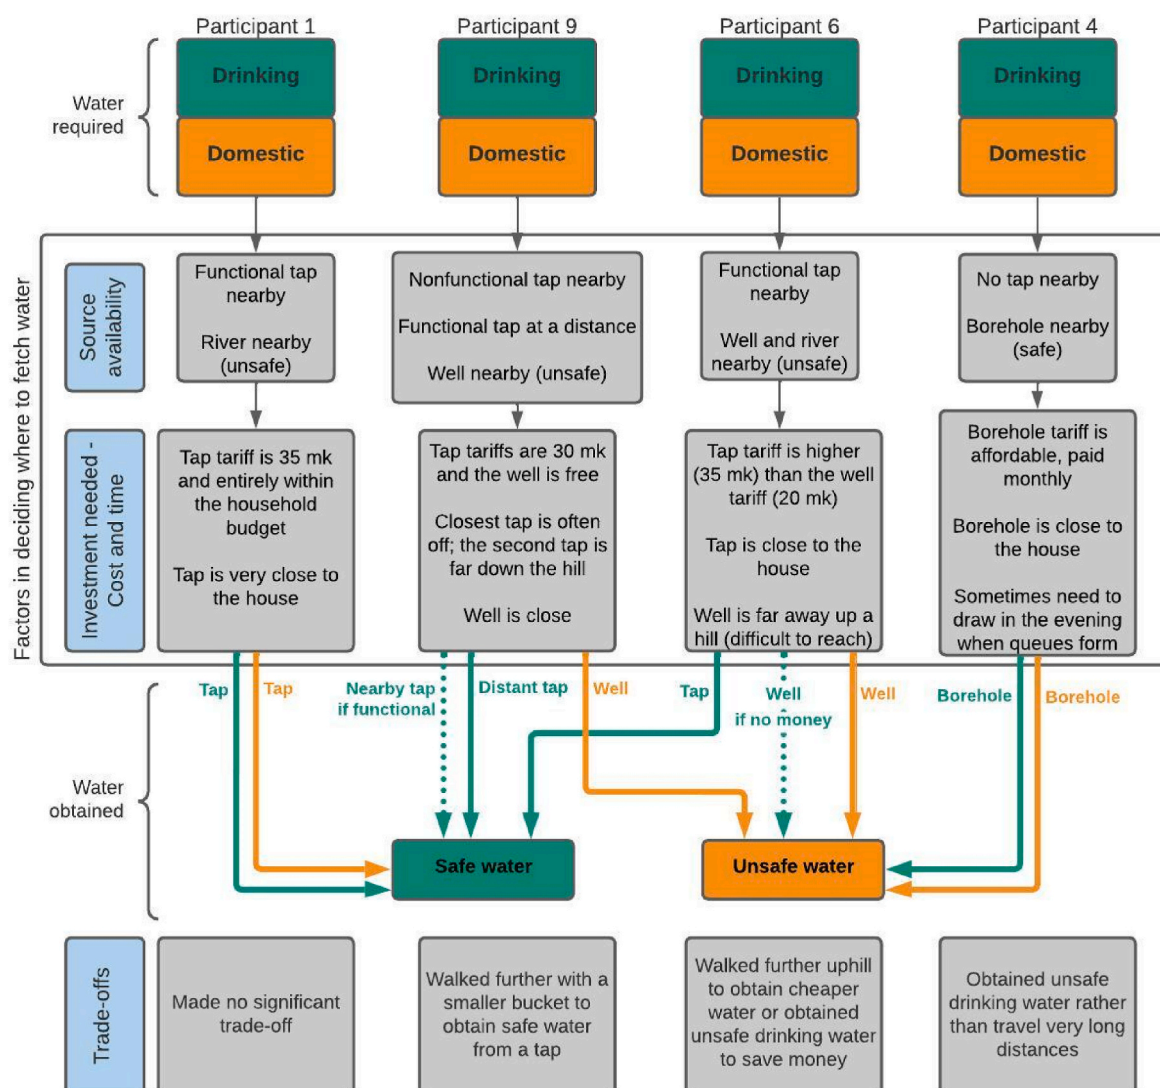 Participant 1
Participant 9
Participant 6
Participant 4
Water
required
Drinking
Domestic
Drinking
Domestic
Drinking
Domestic
Drinking
Domestic
Factors in deciding where to fetch water
Source
availability
Functional tap
nearby
River nearby
(unsafe)
Nonfunctional tap nearby
Functional tap at a distance
Well nearby (unsafe)
Functional tap
nearby
Well and river
nearby (unsafe)
No tap nearby
Borehole nearby
(safe)
Investment needed -
Cost and time
Tap tariff is 35 mk
and entirely within
the household
budget
Tap is very close to
the house
Tap tariffs are 30 mk
and the well is free
Closest tap is often
off; the second tap is
far down the hill
Well is close
Tap tariff is higher
(35 mk) than the well
tariff (20 mk)
Tap is close to the
house
Well is far away up a
hill (difficult to reach)
Borehole tariff is
affordable, paid
monthly
Borehole is close to
the house
Sometimes need to
draw in the evening
when queues form
Tap
Tap
Nearby tap
if functional
Distant tap
Well
Tap
Well
if no money
Well
Borehole
Borehole
Water
obtained
Safe water
Unsafe water
Trade-offs
Made no significant
trade-off
Walked further with a
smaller bucket to
obtain safe water
from a tap
Walked further uphill
to obtain cheaper
water or obtained
unsafe drinking water
to save money
Obtained unsafe
drinking water rather
than travel very long
distances